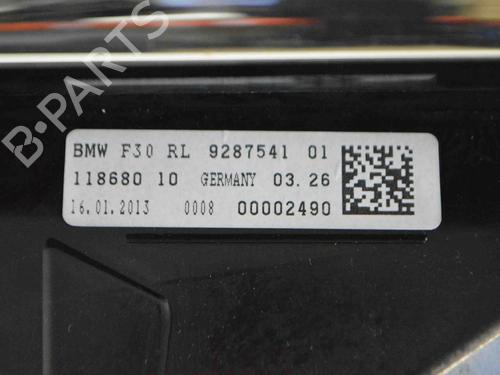 BMW F30 RL 9287541 01
118680 10 GERMANY 03.26
16.01.2013 0008 00002490
B-PARTS